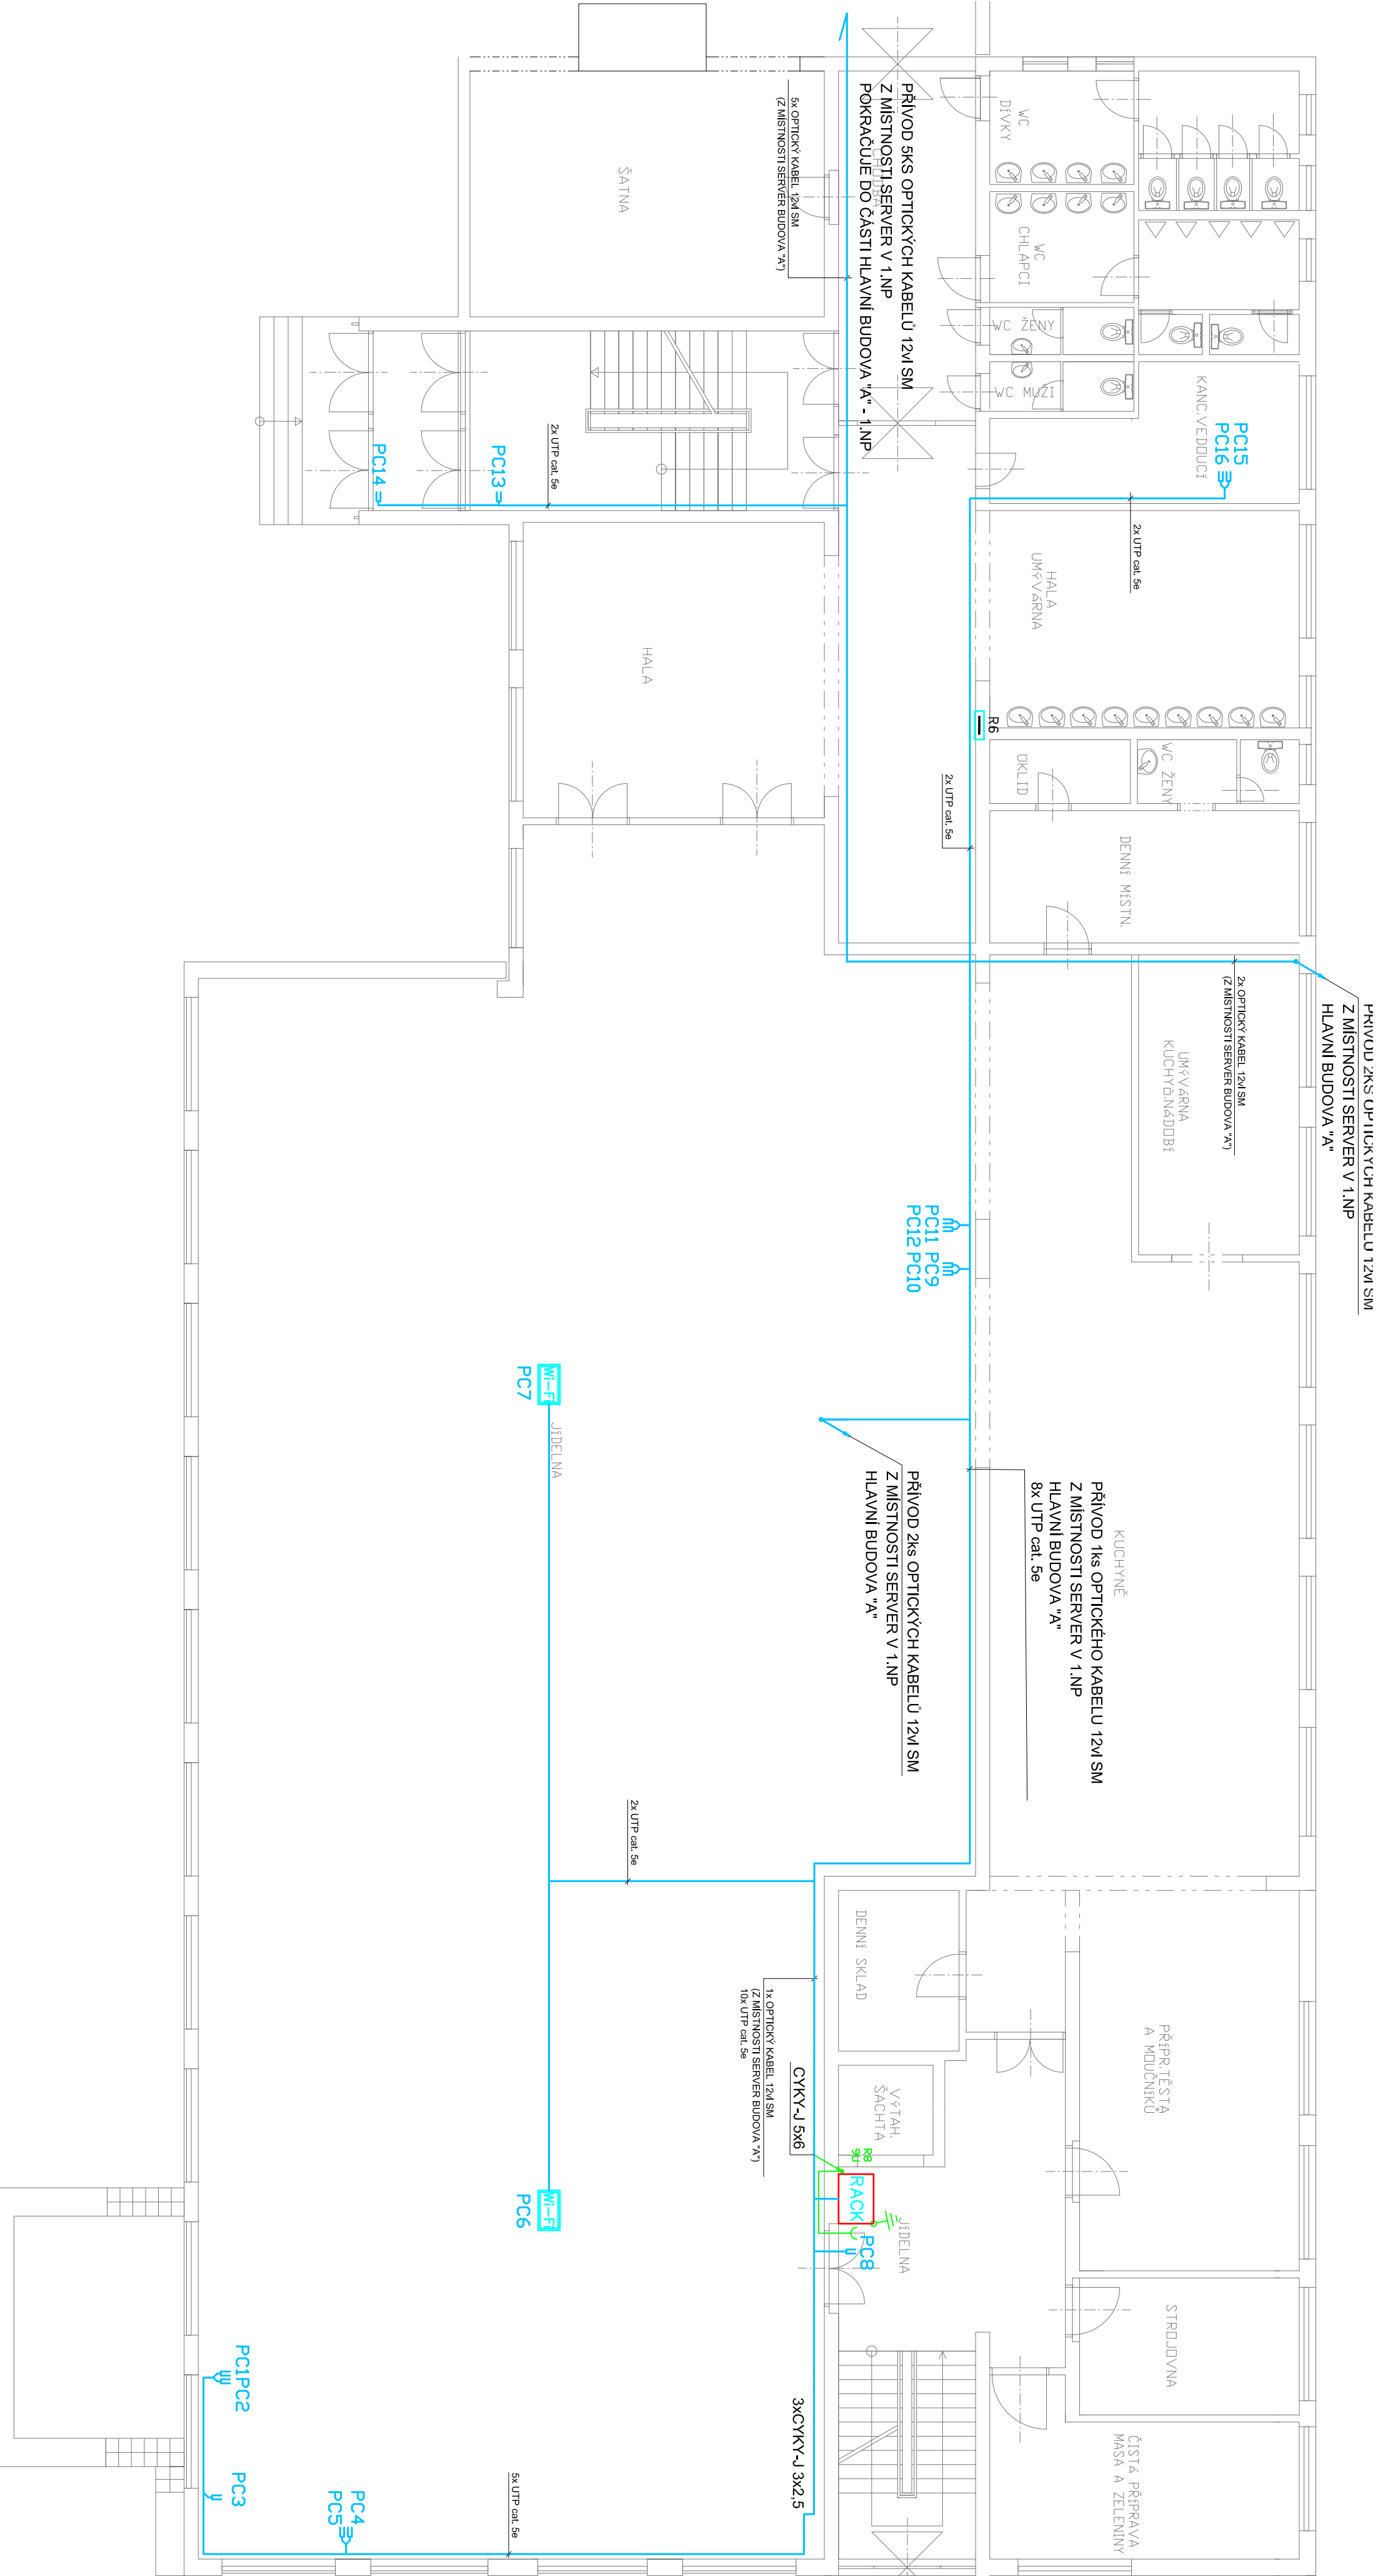 PŘÍVOD 2KS OPTICKÝCH KABELŮ 12vl SM
Z MÍSTNOSTI SERVER V 1.NP
HLAVNÍ BUDOVA "A"
2x OPTICKÝ KABEL 12vl SM
(Z MÍSTNOSTI SERVER BUDOVA "A")
PŘÍVOD 5KS OPTICKÝCH KABELŮ 12vl SM
Z MÍSTNOSTI SERVER V 1.NP
POKRAČUJE DO ČÁSTI HLAVNÍ BUDOVA "A" - 1.NP
5x OPTICKÝ KABEL 12vl SM
(Z MÍSTNOSTI SERVER BUDOVA "A")
WC
DÍVKY
WC
CHLAPCI
WC ŽENY
WC MUŽI
KANC.VEDOUCÍ
PC15
PC16
2x UTP cat. 5e
CHODBA
ŠATNA
2x UTP cat. 5e
PC13
PC14
HALA
UMÝVÁRNA
R6
ÚKLID
WC ŽENY
DENNÍ MÍSTN.
2x UTP cat. 5e
HALA
UMÝVÁRNA
KUCHYŇ.NÁDOBÍ
PC11 PC9
PC12 PC10
Wi-Fi
PC7
JÍDELNA
KUCHYNĚ
PŘÍVOD 1ks OPTICKÉHO KABELU 12vl SM
Z MÍSTNOSTI SERVER V 1.NP
HLAVNÍ BUDOVA "A"
8x UTP cat. 5e
PŘÍVOD 2ks OPTICKÝCH KABELŮ 12vl SM
Z MÍSTNOSTI SERVER V 1.NP
HLAVNÍ BUDOVA "A"
2x UTP cat. 5e
DENNÍ SKLAD
PŘÍPR.TĚSTA
A MOUČNÍKŮ
1x OPTICKÝ KABEL 12vl SM
(Z MÍSTNOSTI SERVER BUDOVA "A")
10x UTP cat. 5e
CYKY-J 5x6
VÝTAH.
ŠACHTA
R8
9U
RACK
PC8
JÍDELNA
Wi-Fi
PC6
STROJOVNA
ČISTÁ PŘÍPRAVA
MASA A ZELENINY
3xCYKY-J 3x2,5
PC1PC2
PC3
PC4
PC5
5x UTP cat. 5e